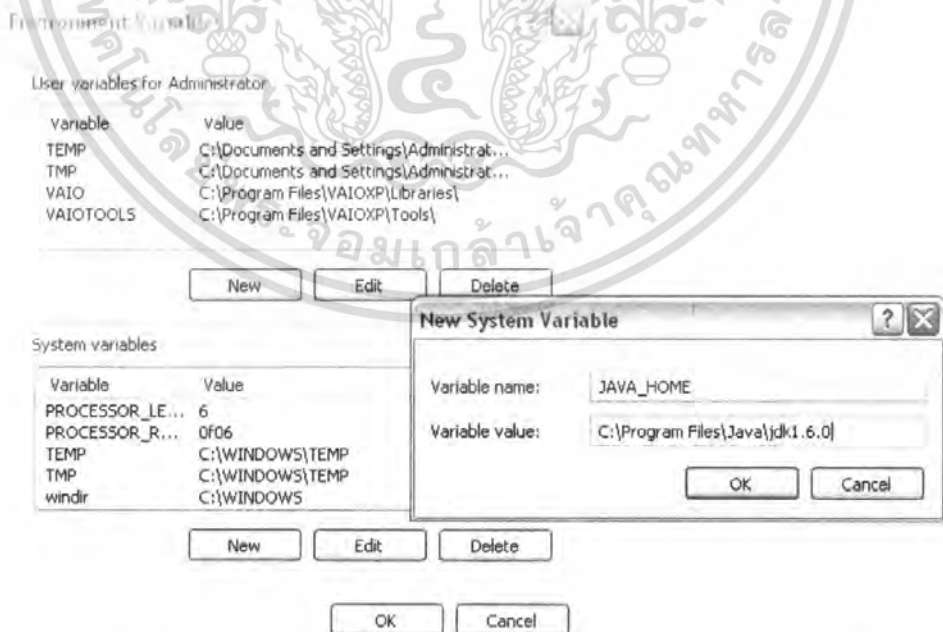 Environment Variables
User variables for Administrator
Variable Value
TEMP C:\Documents and Settings\Administrat...
TMP C:\Documents and Settings\Administrat...
VAIO C:\Program Files\VAIOXP\Libraries\
VAIOTOOLS C:\Program Files\VAIOXP\Tools\
New Edit Delete
New System Variable
Variable name: JAVA_HOME
Variable value: C:\Program Files\Java\jdk1.6.0
OK Cancel
System variables
Variable Value
PROCESSOR_LE... 6
PROCESSOR_R... 0f06
TEMP C:\WINDOWS\TEMP
TMP C:\WINDOWS\TEMP
windir C:\WINDOWS
New Edit Delete
OK Cancel